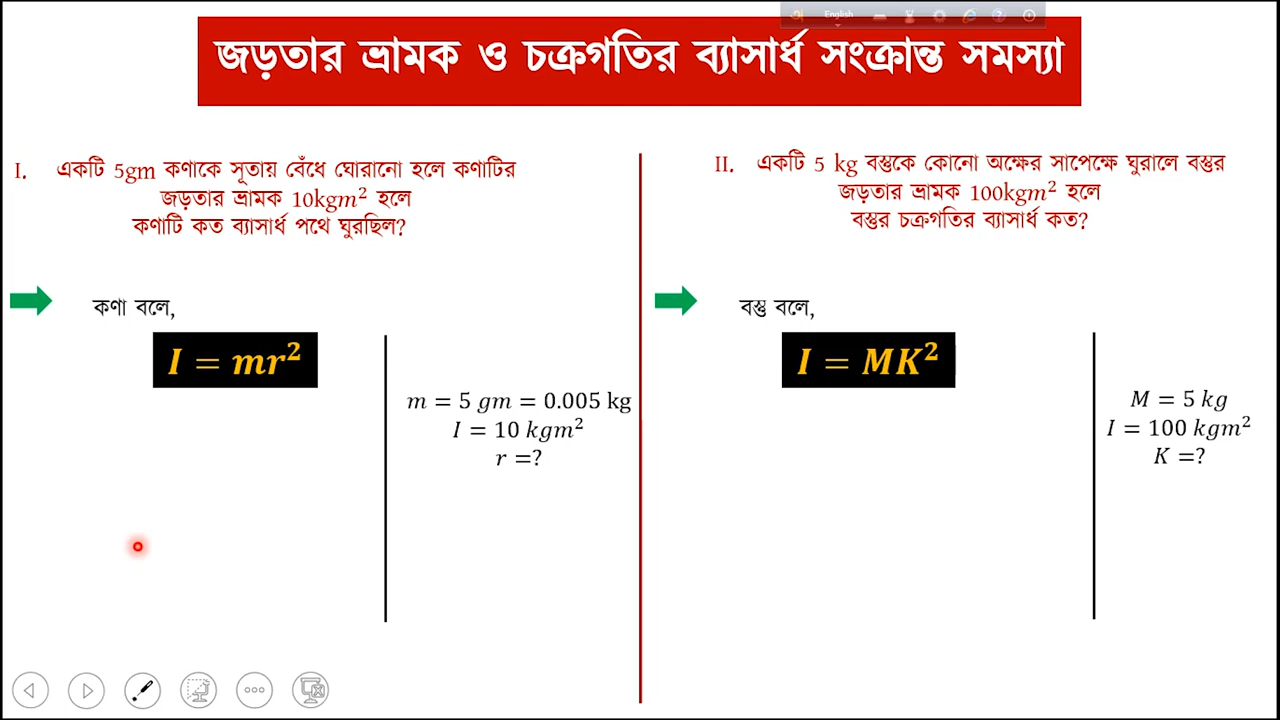 English
জড়তার ভ্রামক ও চক্রগতির ব্যাসার্ধ সংক্রান্ত সমস্যা
I. একটি 5gm কণাকে সূতায় বেঁধে ঘোরানো হলে কণাটির
জড়তার ভ্রামক 10kgm² হলে
কণাটি কত ব্যাসার্ধ পথে ঘুরছিল?
কণা বলে,
I = mr²
m = 5 gm = 0.005 kg
I = 10 kgm²
r =?
II. একটি 5 kg বস্তুকে কোনো অক্ষের সাপেক্ষে ঘুরালে বস্তুর
জড়তার ভ্রামক 100kgm² হলে
বস্তুর চক্রগতির ব্যাসার্ধ কত?
বস্তু বলে,
I = MK²
M = 5 kg
I = 100 kgm²
K =?